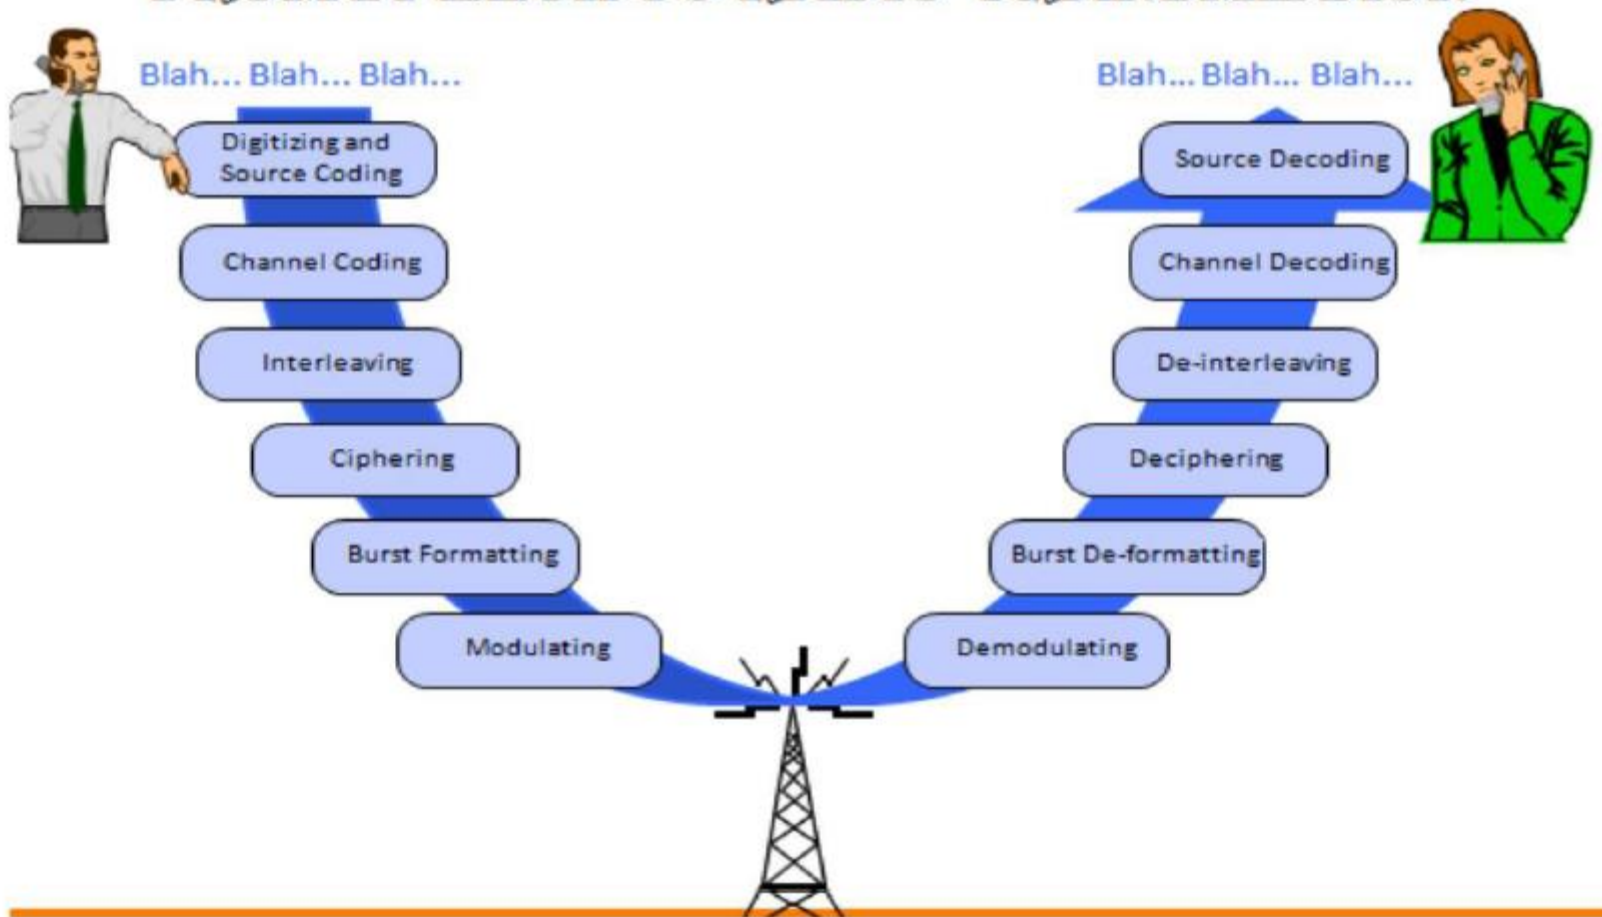 Blah... Blah... Blah...
Digitizing and
Source Coding
Channel Coding
Interleaving
Ciphering
Burst Formatting
Modulating
Blah... Blah... Blah...
Source Decoding
Channel Decoding
De-interleaving
Deciphering
Burst De-formatting
Demodulating